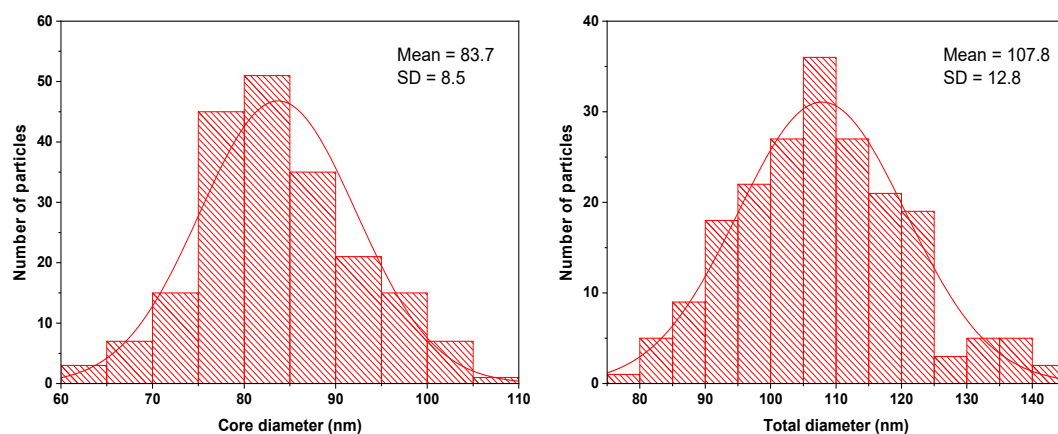 60
50
40
30
20
10
0
Number of particles
Mean = 83.7
SD = 8.5
60 70 80 90 100 110
Core diameter (nm)
40
30
20
10
0
Number of particles
Mean = 107.8
SD = 12.8
80 90 100 110 120 130 140
Total diameter (nm)